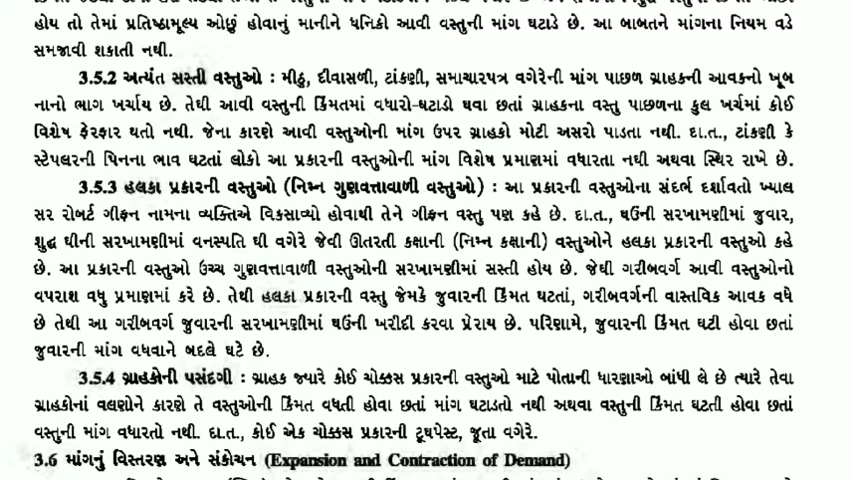 હોય તો તેમાં પ્રતિષ્ઠામૂલ્ય ઓછું હોવાનું માનીને ધનિકો આવી વસ્તુની માંગ ઘટાડે છે. આ બાબતને માંગના નિયમ વડે
સમજાવી શકાતી નથી.
3.5.2 અત્યંત સસ્તી વસ્તુઓ : મીઠું, દીવાસળી, ટાંકણી, સમાચારપત્ર વગેરેની માંગ પાછળ ગ્રાહકની આવકનો ખૂબ
નાનો ભાગ ખર્ચાય છે. તેથી આવી વસ્તુની કિંમતમાં વધારો-ઘટાડો થવા છતાં ગ્રાહકના વસ્તુ પાછળના કુલ ખર્ચમાં કોઈ
વિશેષ ફેરફાર થતો નથી. જેના કારણે આવી વસ્તુઓની માંગ ઉપર ગ્રાહકો મોટી અસરો પાડતા નથી. દા.ત., ટાંકણી કે
સ્ટેપલરની પિનના ભાવ ઘટતાં લોકો આ પ્રકારની વસ્તુઓની માંગ વિશેષ પ્રમાણમાં વધારતા નથી અથવા સ્થિર રાખે છે.
3.5.3 હલકા પ્રકારની વસ્તુઓ (નિમ્ન ગુણવત્તાવાળી વસ્તુઓ) : આ પ્રકારની વસ્તુઓના સંદર્ભ દર્શાવતો ખ્યાલ
સર રોબર્ટ ગીફન નામના વ્યક્તિએ વિકસાવ્યો હોવાથી તેને ગીફન વસ્તુ પણ કહે છે. દા.ત., ઘઉંની સરખામણીમાં જુવાર,
શુદ્ધ ઘીની સરખામણીમાં વનસ્પતિ ઘી વગેરે જેવી ઊતરતી કક્ષાની (નિમ્ન કક્ષાની) વસ્તુઓને હલકા પ્રકારની વસ્તુઓ કહે
છે. આ પ્રકારની વસ્તુઓ ઉચ્ચ ગુણવત્તાવાળી વસ્તુઓની સરખામણીમાં સસ્તી હોય છે. જેથી ગરીબવર્ગ આવી વસ્તુઓનો
વપરાશ વધુ પ્રમાણમાં કરે છે. તેથી હલકા પ્રકારની વસ્તુ જેમકે જુવારની કિંમત ઘટતાં, ગરીબવર્ગની વાસ્તવિક આવક વધે
છે તેથી આ ગરીબવર્ગ જુવારની સરખામણીમાં ઘઉંની ખરીદી કરવા પ્રેરાય છે. પરિણામે, જુવારની કિંમત ઘટી હોવા છતાં
જુવારની માંગ વધવાને બદલે ઘટે છે.
3.5.4 ગ્રાહકોની પસંદગી : ગ્રાહક જ્યારે કોઈ ચોક્કસ પ્રકારની વસ્તુઓ માટે પોતાની ધારણાઓ બાંધી લે છે ત્યારે તેવા
ગ્રાહકોનાં વલણોને કારણે તે વસ્તુઓની કિંમત વધતી હોવા છતાં માંગ ઘટાડતો નથી અથવા વસ્તુની કિંમત ઘટતી હોવા છતાં
વસ્તુની માંગ વધારતો નથી. દા.ત., કોઈ એક ચોક્કસ પ્રકારની ટૂથપેસ્ટ, જૂતા વગેરે.
3.6 માંગનું વિસ્તરણ અને સંકોચન (Expansion and Contraction of Demand)